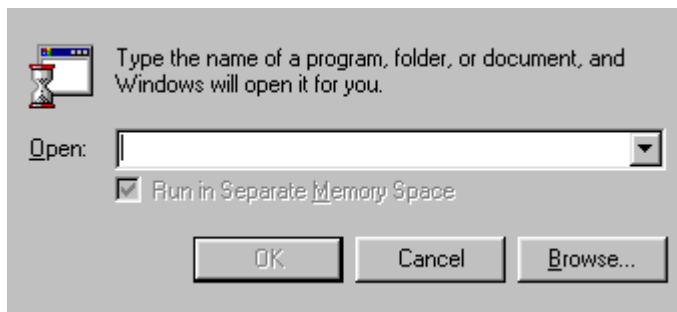 Type the name of a program, folder, or document, and
Windows will open it for you.
Open:
Run in Separate Memory Space
OK
Cancel
Browse...